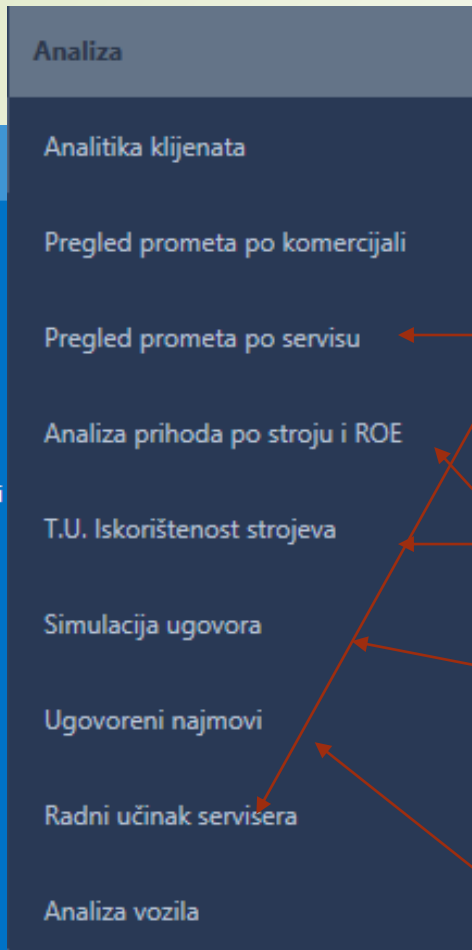 Analiza
Analitika klijenata
Pregled prometa po komercijali
Pregled prometa po servisu
Analiza prihoda po stroju i ROE
T.U. Iskorištenost strojeva
Simulacija ugovora
Ugovoreni najmovi
Radni učinak servisera
Analiza vozila